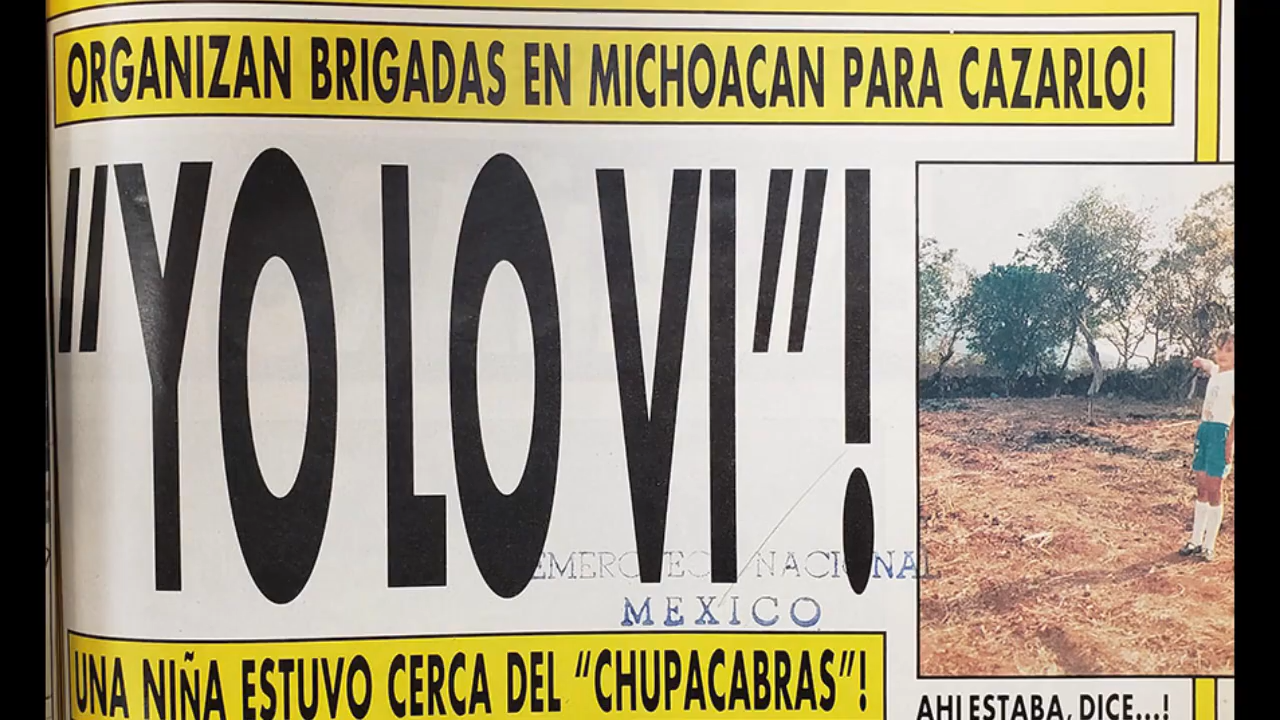 ORGANIZAN BRIGADAS EN MICHOACAN PARA CAZARLO!
"YO LO VI"!
HEMEROTECA NACIONAL
MEXICO
UNA NIÑA ESTUVO CERCA DEL "CHUPACABRAS"!
AHI ESTABA, DICE...!